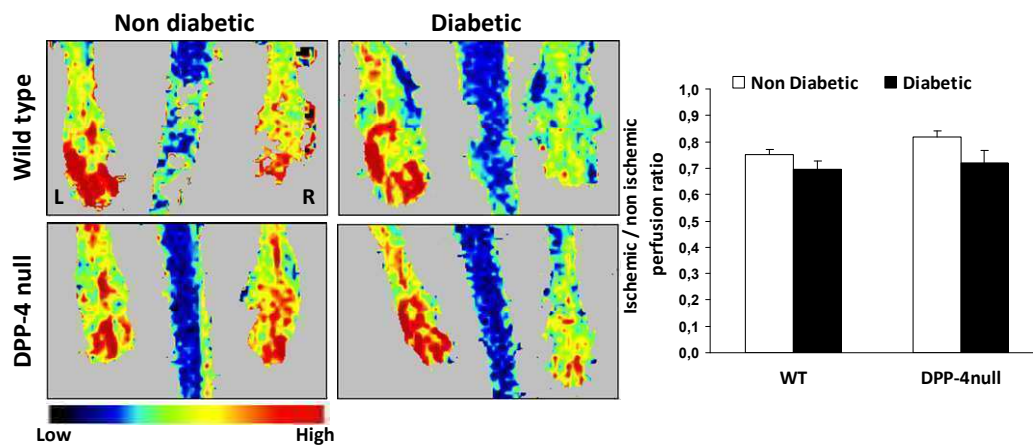 Non diabetic
Diabetic
Wild type
L
R
DPP-4 null
Low
High
Ischemic / non ischemic
perfusion ratio
Non Diabetic
Diabetic
1,0
0,9
0,8
0,7
0,6
0,5
0,4
0,3
0,2
0,1
0,0
WT
DPP-4null